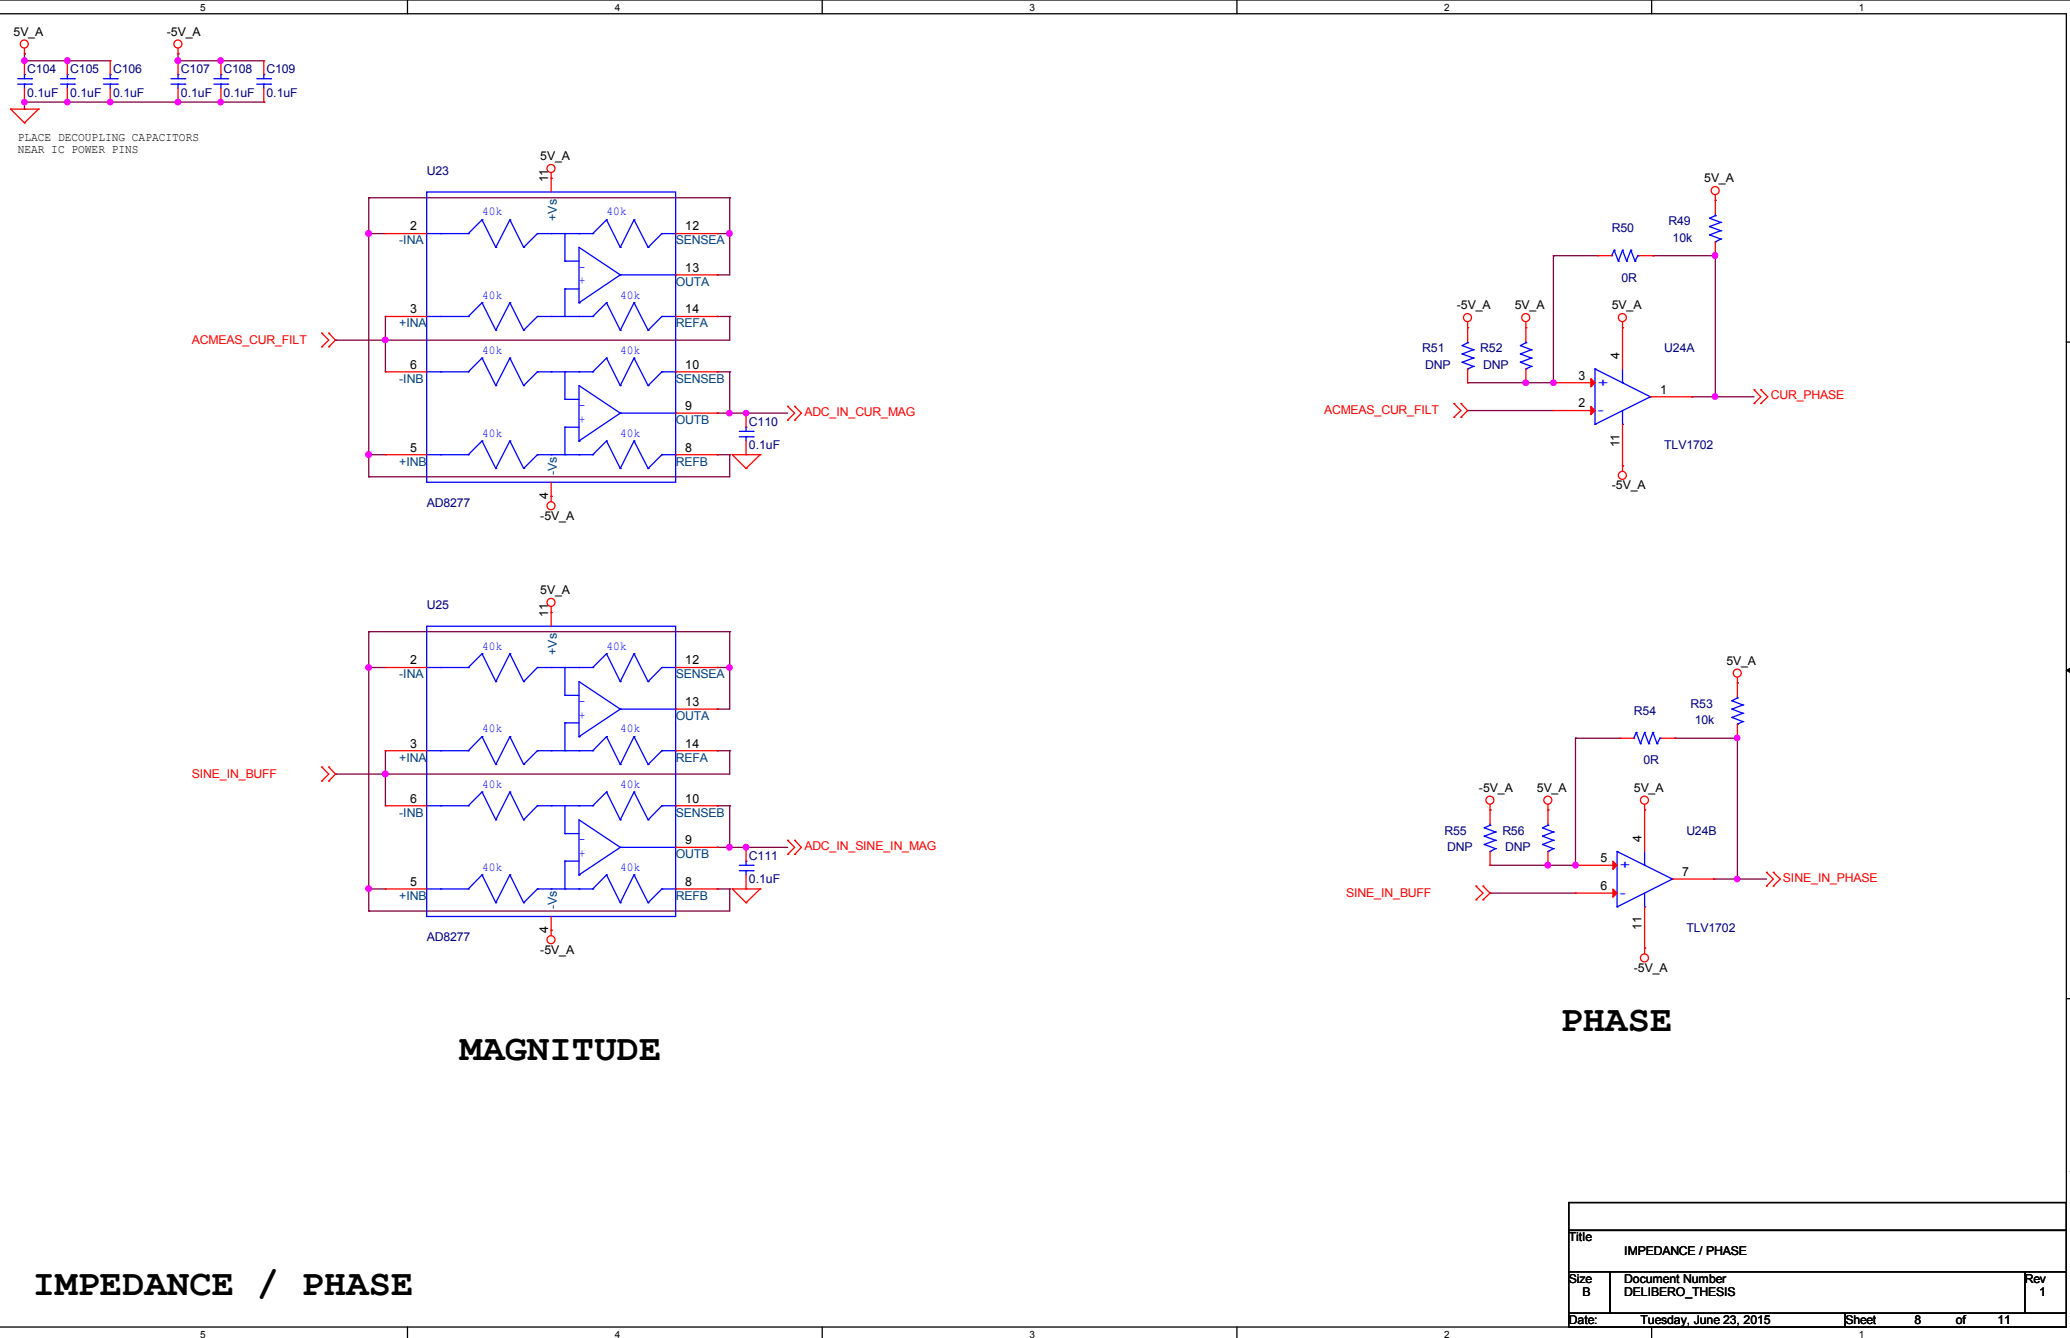 5 4 3 2 1
5V_A -5V_A
C104 C105 C106 C107 C108 C109
0.1uF 0.1uF 0.1uF 0.1uF 0.1uF 0.1uF
PLACE DECOUPLING CAPACITORS
NEAR IC POWER PINS
U23
5V_A
11
+Vs
40k 40k
2 12
-INA SENSEA
13
OUTA
40k 40k
3 14
+INA REFA
ACMEAS_CUR_FILT
40k 40k
6 10
-INB SENSEB
9
OUTB
ADC_IN_CUR_MAG
C110
0.1uF
40k 40k
5 8
+INB REFB
-Vs
4
AD8277
-5V_A
5V_A
R49
10k
R50
0R
-5V_A 5V_A 5V_A
R51 R52
DNP DNP
4
U24A
3
+
2
-
1
ACMEAS_CUR_FILT
CUR_PHASE
11
TLV1702
-5V_A
U25
5V_A
11
+Vs
40k 40k
2 12
-INA SENSEA
13
OUTA
40k 40k
3 14
+INA REFA
SINE_IN_BUFF
40k 40k
6 10
-INB SENSEB
9
OUTB
ADC_IN_SINE_IN_MAG
C111
0.1uF
40k 40k
5 8
+INB REFB
-Vs
4
AD8277
-5V_A
5V_A
R53
10k
R54
0R
-5V_A 5V_A 5V_A
R55 R56
DNP DNP
4
U24B
5
+
6
-
7
SINE_IN_BUFF
SINE_IN_PHASE
11
TLV1702
-5V_A
MAGNITUDE
PHASE
IMPEDANCE / PHASE
Title
IMPEDANCE / PHASE
Size Document Number Rev
B DELIBERO_THESIS 1
Date: Tuesday, June 23, 2015 Sheet 8 of 11
5 4 3 2 1